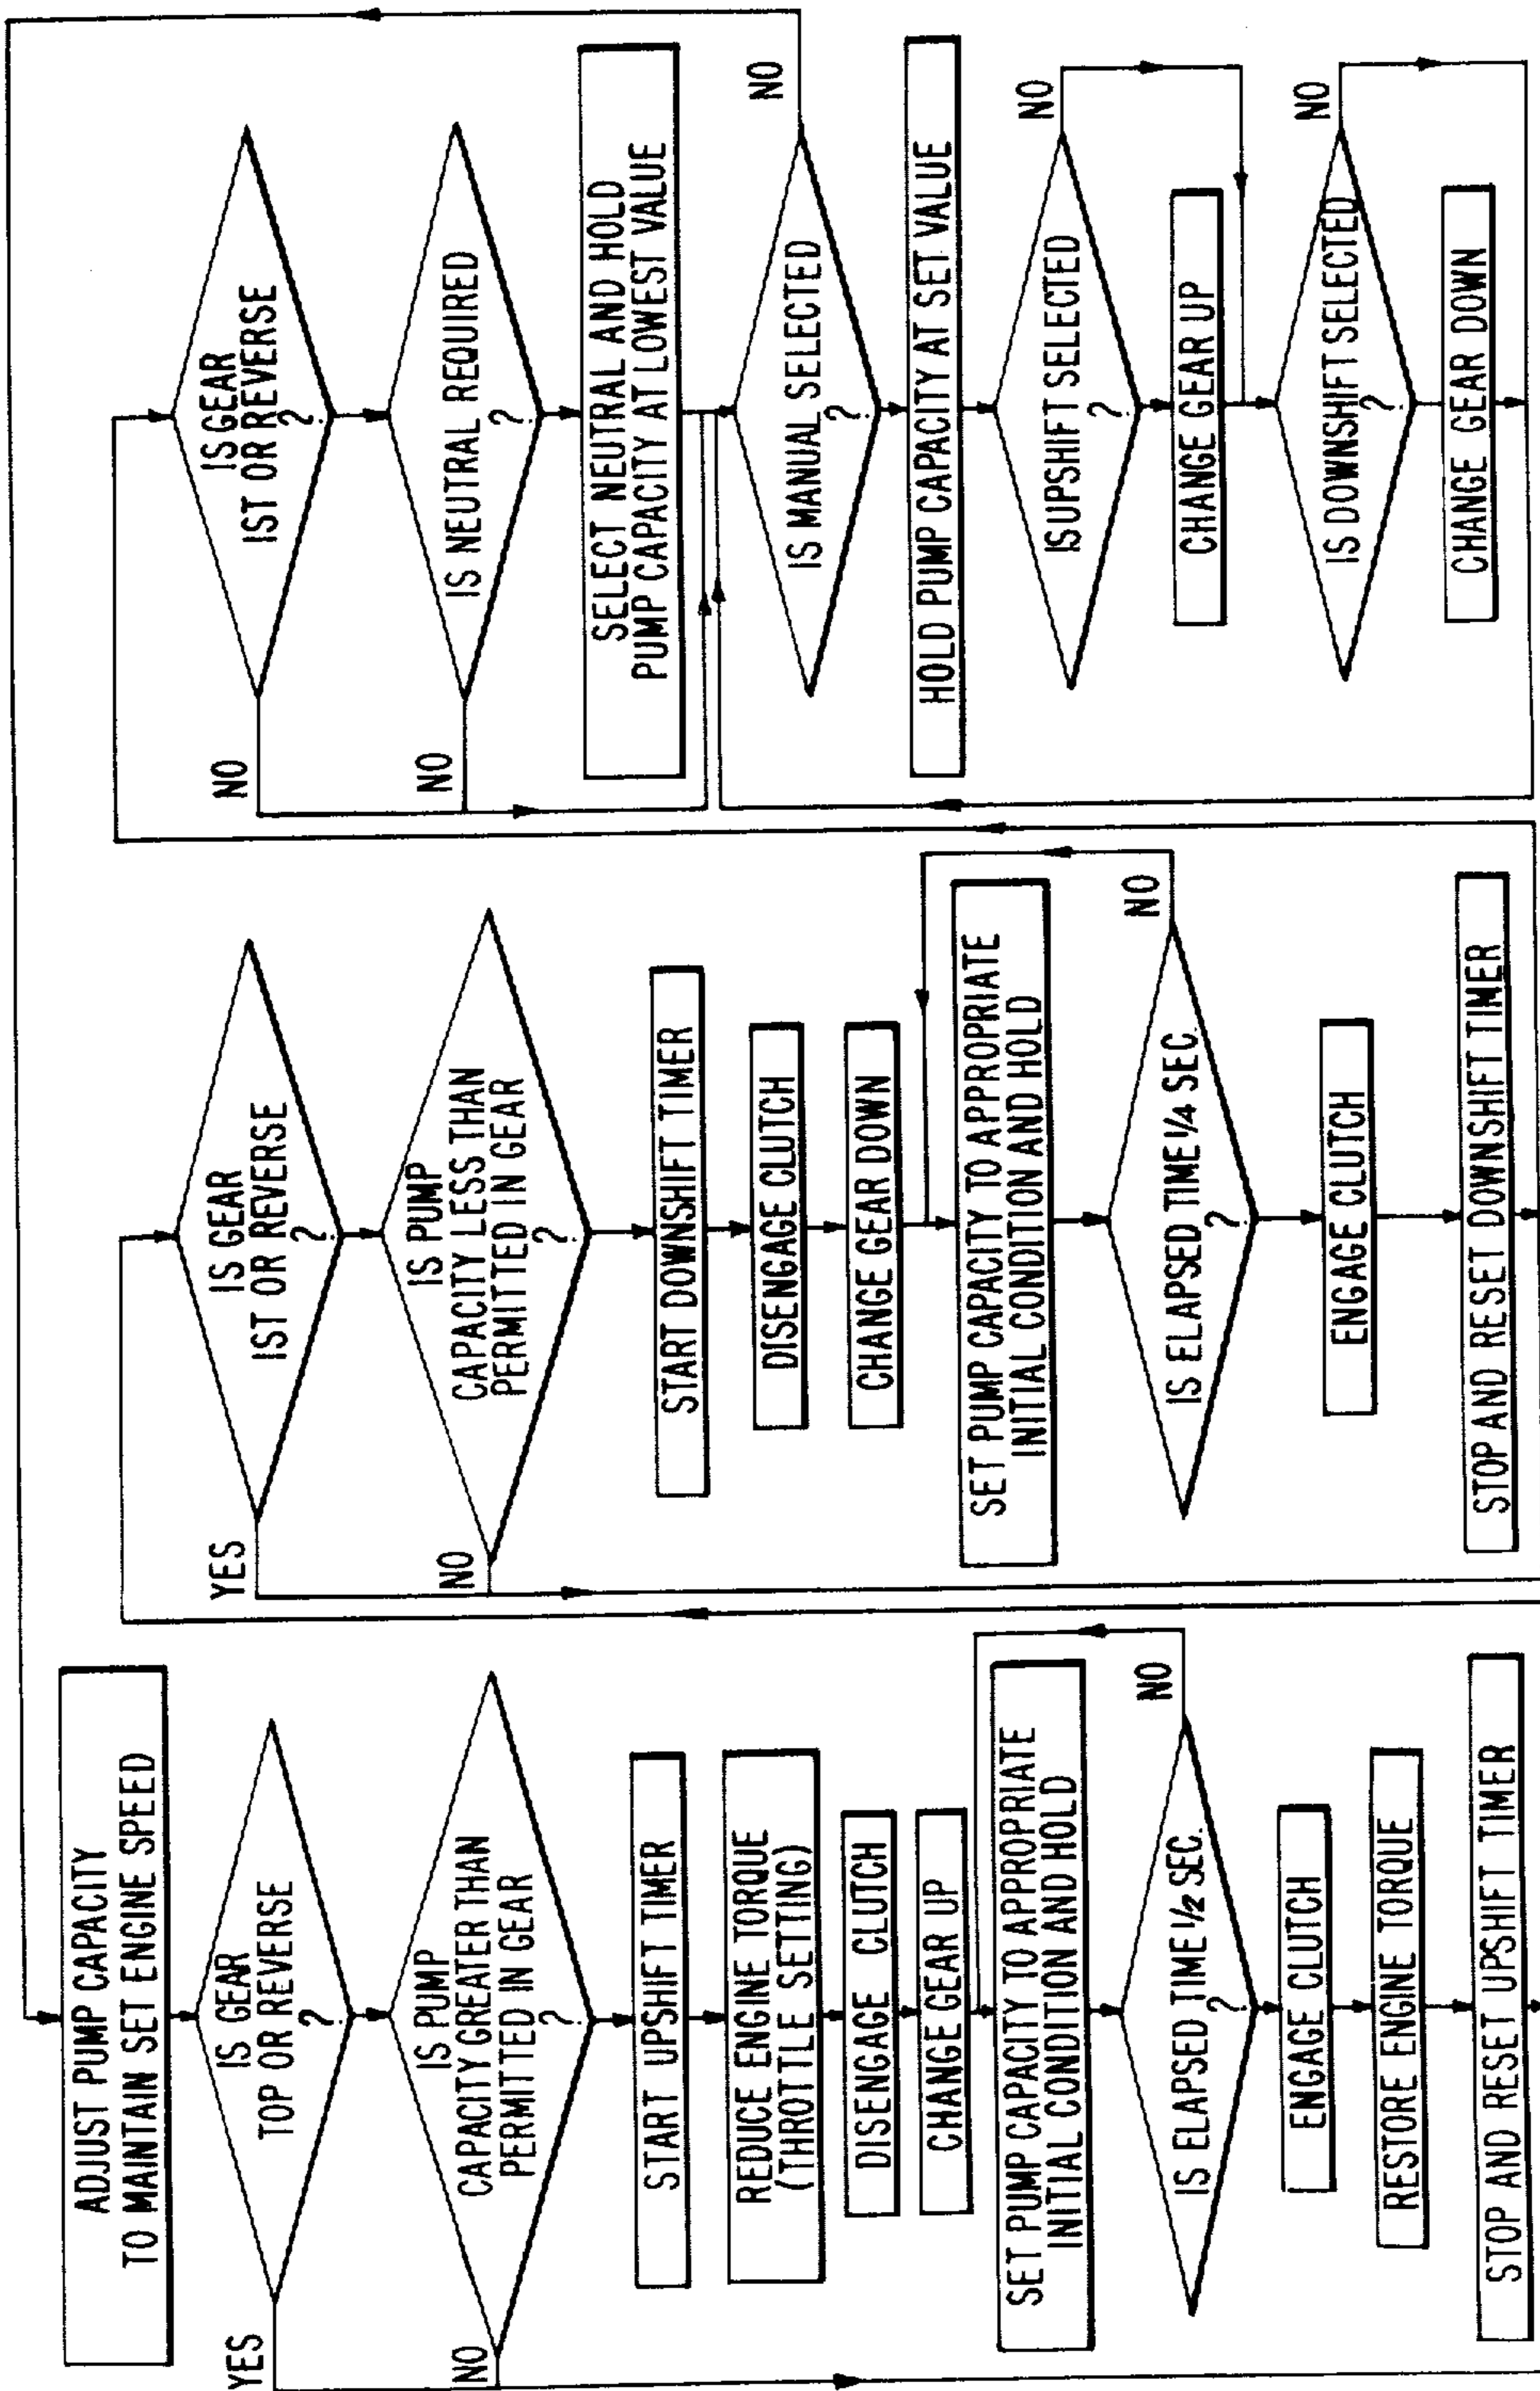 ADJUST PUMP CAPACITY
TO MAINTAIN SET ENGINE SPEED
IS GEAR
TOP OR REVERSE
?
YES
IS PUMP
CAPACITY GREATER THAN
PERMITTED IN GEAR
?
NO
START UPSHIFT TIMER
REDUCE ENGINE TORQUE
(THROTTLE SETTING)
DISENGAGE CLUTCH
CHANGE GEAR UP
SET PUMP CAPACITY TO APPROPRIATE
INITIAL CONDITION AND HOLD
IS ELAPSED TIME 1/2 SEC.
?
NO
ENGAGE CLUTCH
RESTORE ENGINE TORQUE
STOP AND RESET UPSHIFT TIMER
IS GEAR
IST OR REVERSE
?
YES
IS PUMP
CAPACITY LESS THAN
PERMITTED IN GEAR
?
NO
START DOWNSHIFT TIMER
DISENGAGE CLUTCH
CHANGE GEAR DOWN
SET PUMP CAPACITY TO APPROPRIATE
INITIAL CONDITION AND HOLD
IS ELAPSED TIME 1/4 SEC
?
NO
ENGAGE CLUTCH
STOP AND RESET DOWNSHIFT TIMER
IS GEAR
IST OR REVERSE
?
NO
IS NEUTRAL REQUIRED
?
NO
SELECT NEUTRAL AND HOLD
PUMP CAPACITY AT LOWEST VALUE
IS MANUAL SELECTED
?
NO
HOLD PUMP CAPACITY AT SET VALUE
IS UPSHIFT SELECTED
?
NO
CHANGE GEAR UP
IS DOWNSHIFT SELECTED
?
NO
CHANGE GEAR DOWN